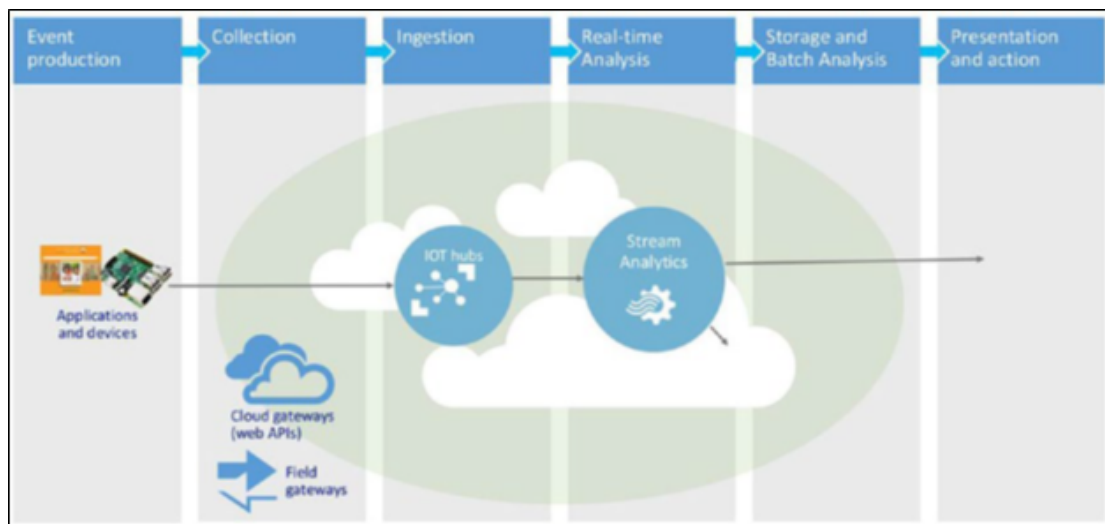 Event
production
Collection
Ingestion
Real-time
Analysis
Storage and
Batch Analysis
Presentation
and action
IOT hubs
Stream
Analytics
Applications
and devices
Cloud gateways
(web APIs)
Field
gateways